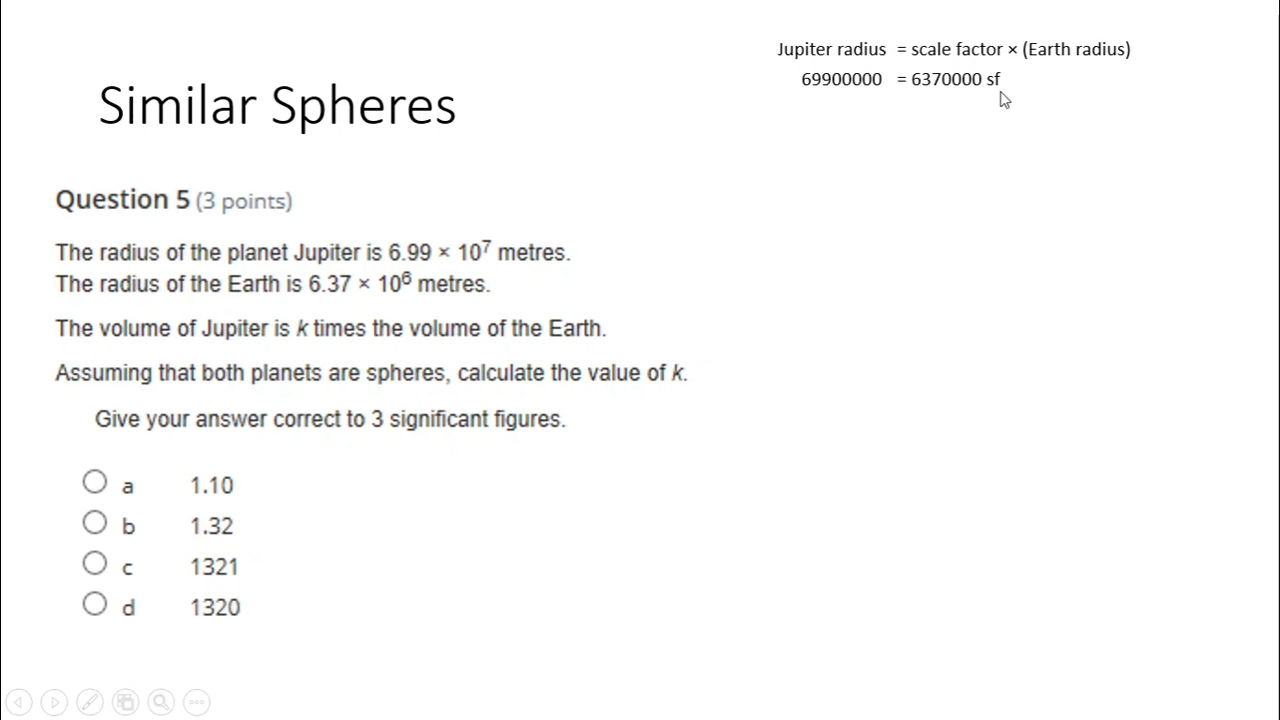 Jupiter radius = scale factor × (Earth radius)
69900000 = 6370000 sf
Similar Spheres
Question 5 (3 points)
The radius of the planet Jupiter is 6.99 × 10⁷ metres.
The radius of the Earth is 6.37 × 10⁶ metres.
The volume of Jupiter is k times the volume of the Earth.
Assuming that both planets are spheres, calculate the value of k.
Give your answer correct to 3 significant figures.
a 1.10
b 1.32
c 1321
d 1320